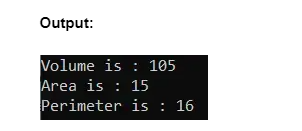 Output:
Volume is : 105
Area is : 15
Perimeter is : 16